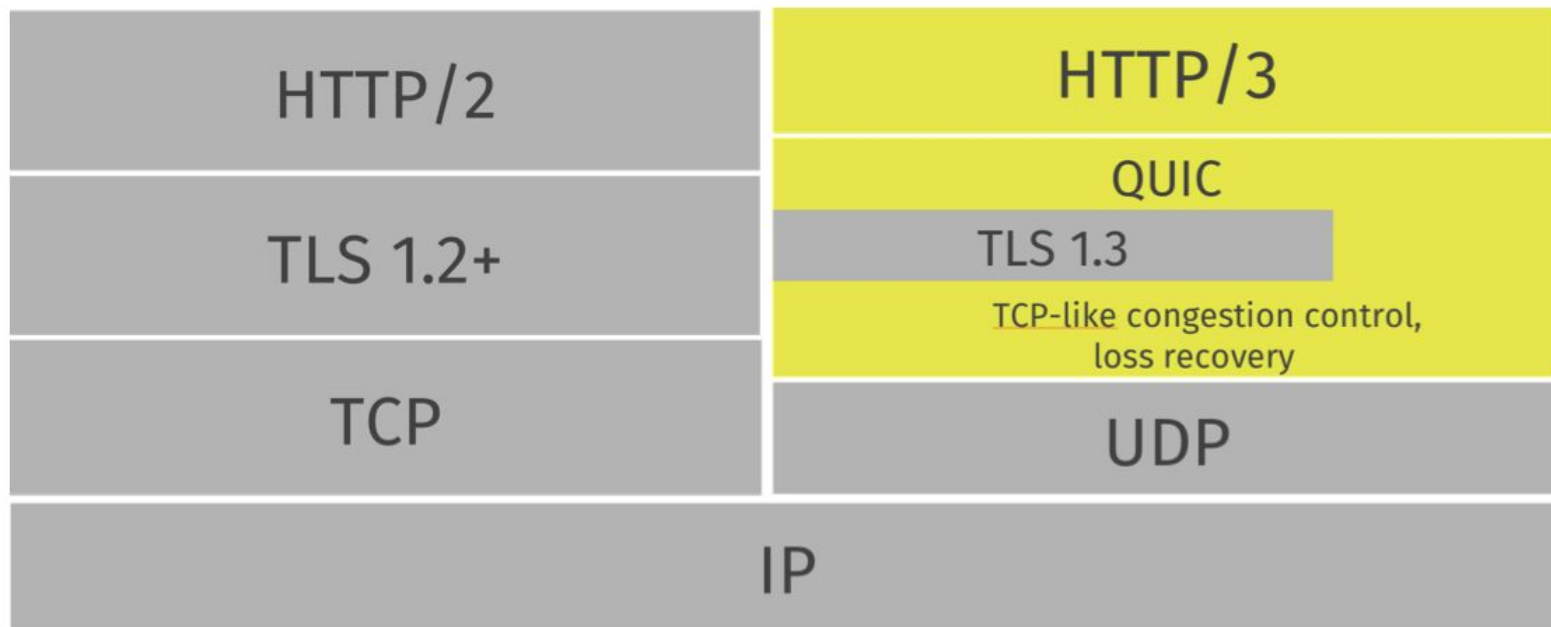 HTTP/2
TLS 1.2+
TCP
HTTP/3
QUIC
TLS 1.3
TCP-like congestion control,
loss recovery
UDP
IP